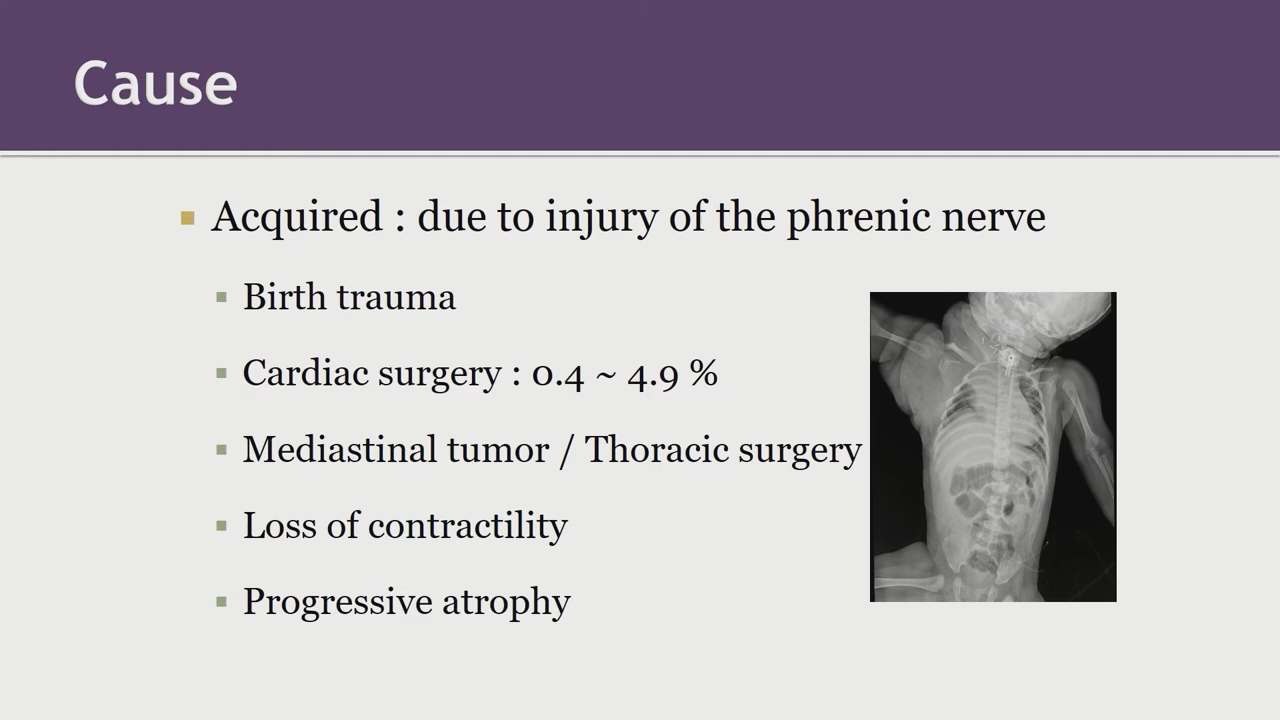 Cause
Acquired : due to injury of the phrenic nerve
Birth trauma
Cardiac surgery : 0.4 ~ 4.9 %
Mediastinal tumor / Thoracic surgery
Loss of contractility
Progressive atrophy